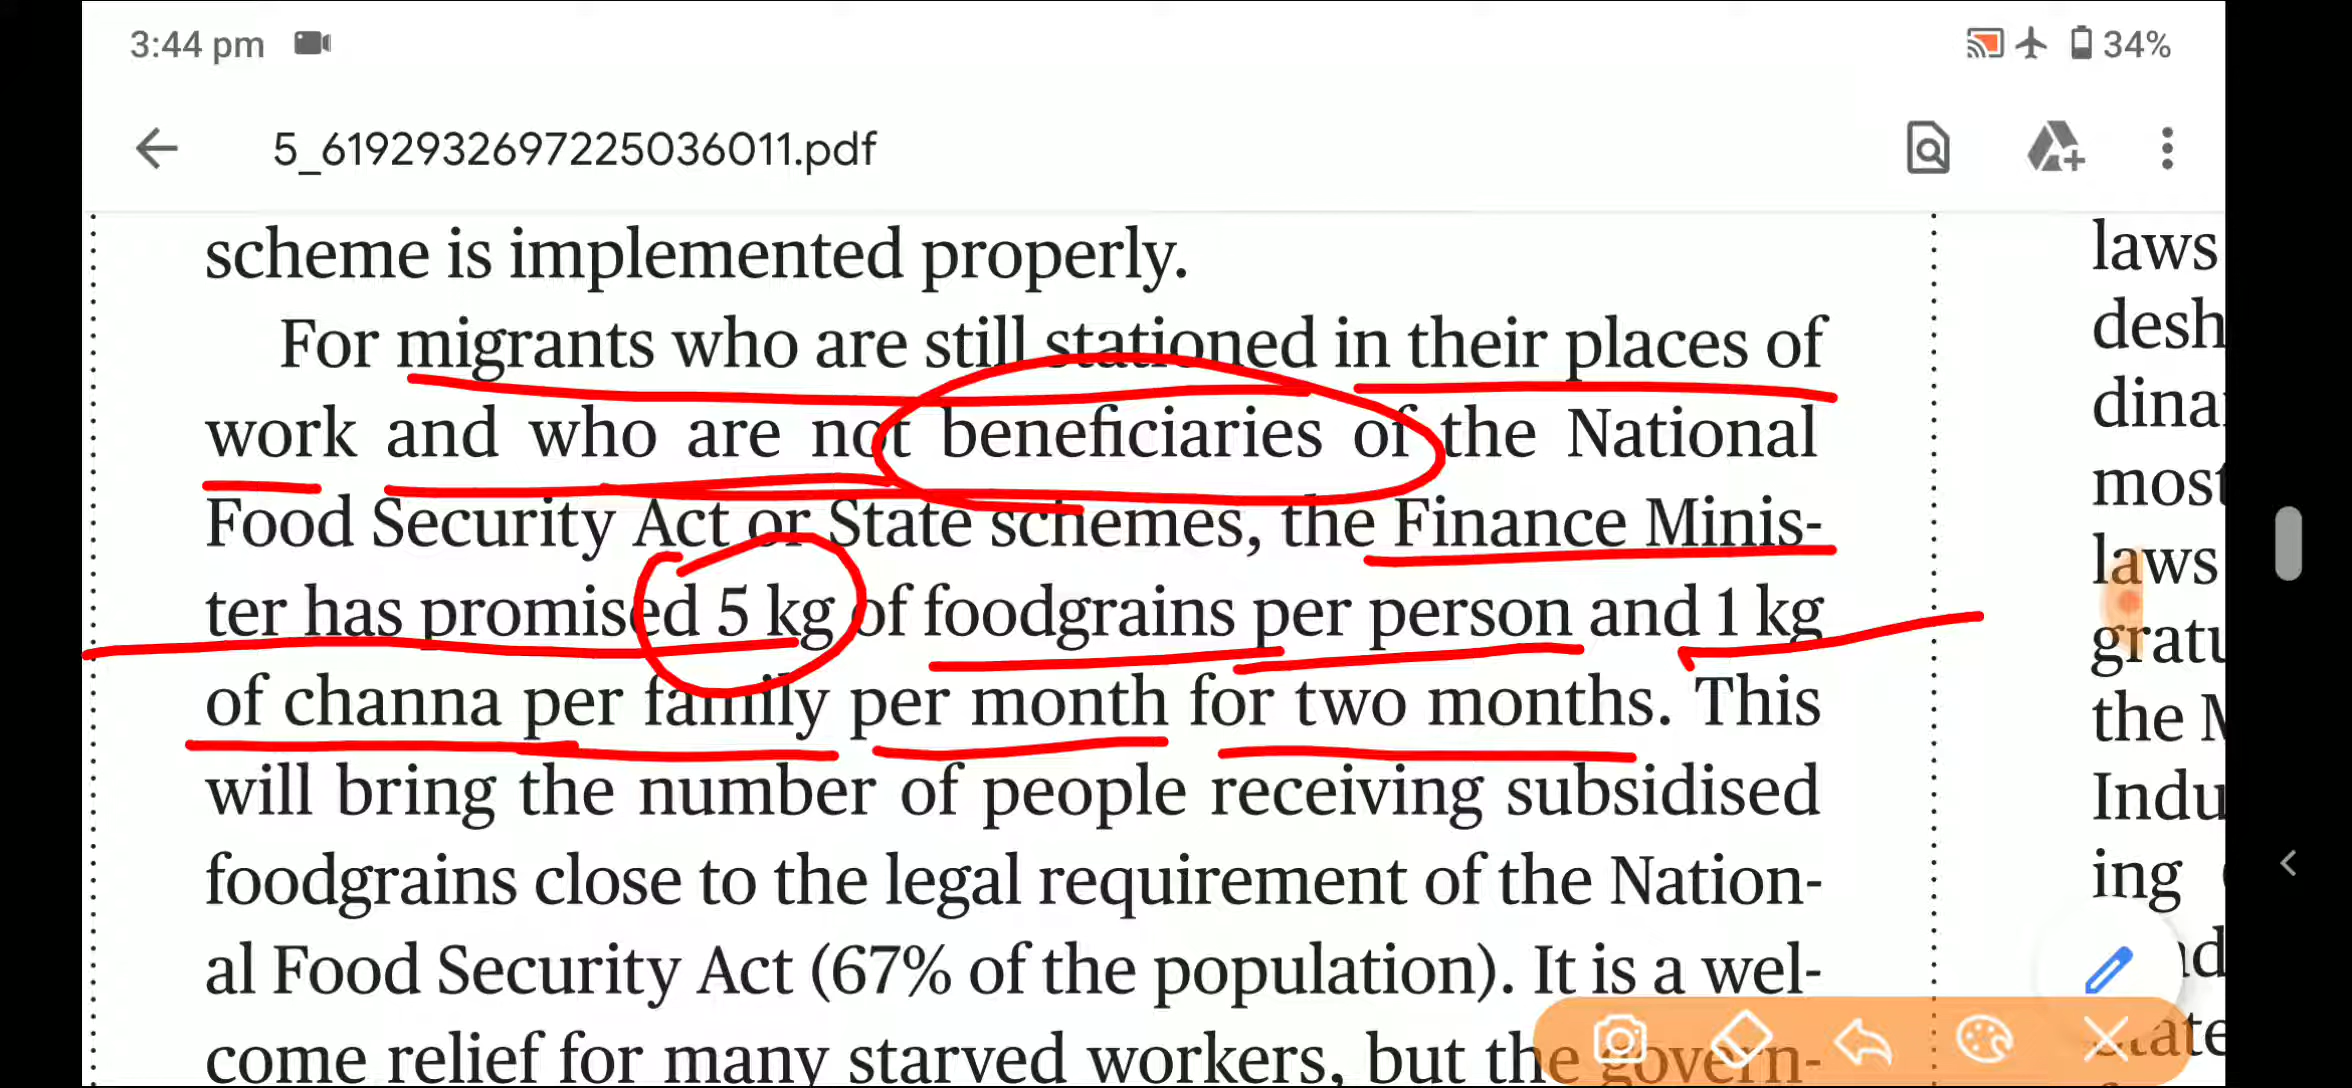 3:44 pm
34%
5_6192932697225036011.pdf
scheme is implemented properly.
For migrants who are still stationed in their places of
work and who are not beneficiaries of the National
Food Security Act or State schemes, the Finance Minis-
ter has promised 5 kg of foodgrains per person and 1 kg
of channa per family per month for two months. This
will bring the number of people receiving subsidised
foodgrains close to the legal requirement of the Nation-
al Food Security Act (67% of the population). It is a wel-
come relief for many starved workers, but the govern-
laws
desh
dina
most
laws
gratu
the M
Indu
ing